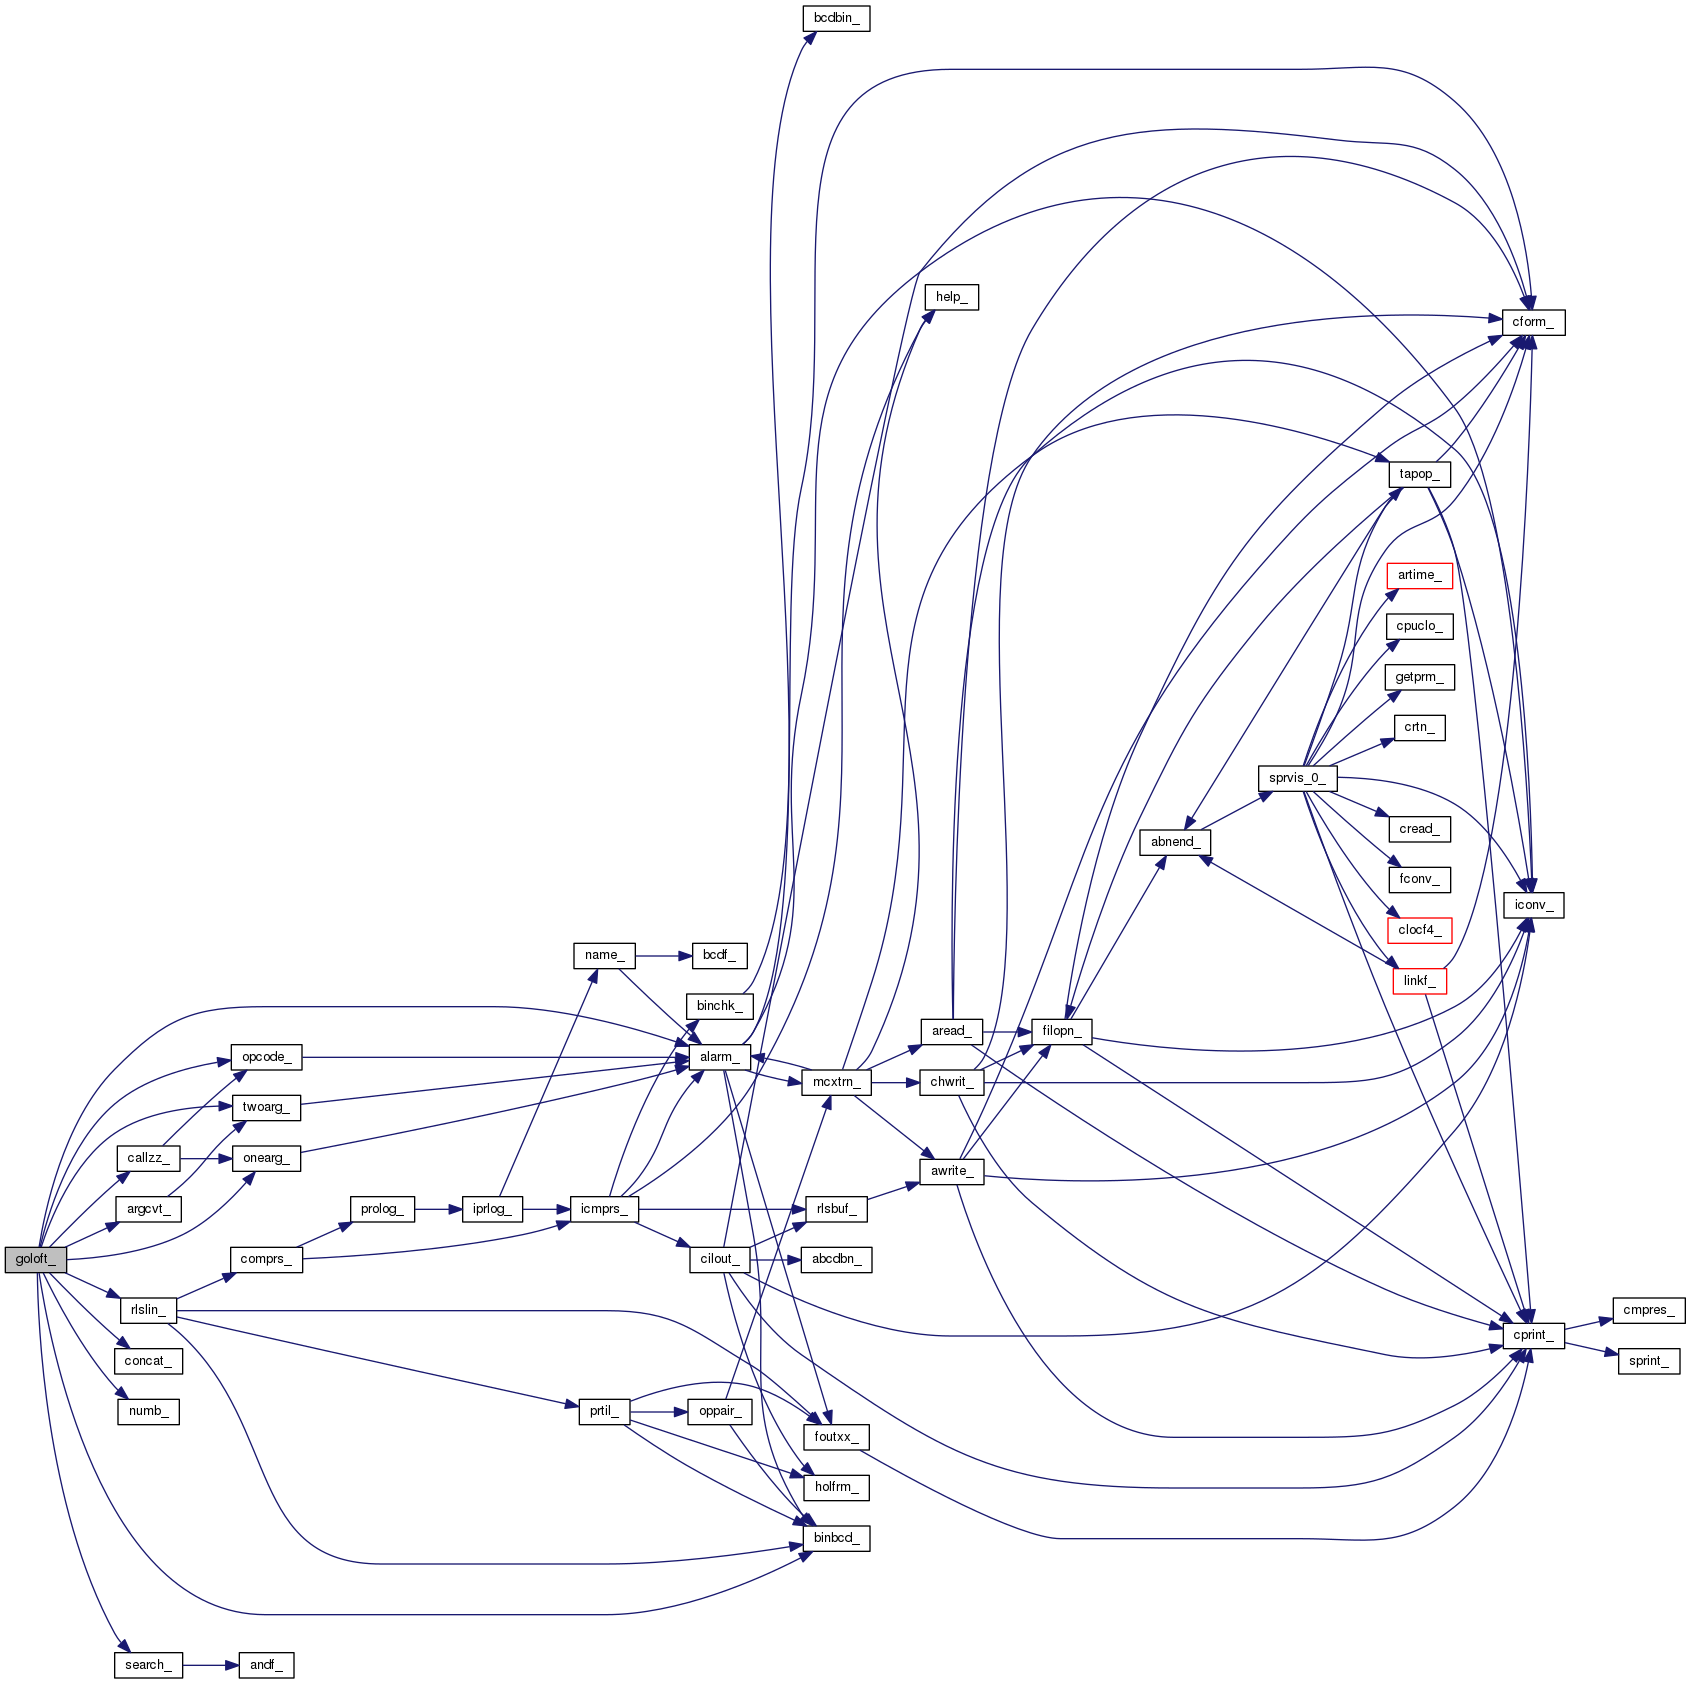 bcdbin_
help_
cform_
tapop_
artime_
cpuclo_
getprm_
crtn_
sprvis_0_
cread_
abnend_
fconv_
iconv_
clocf4_
name_
bcdf_
linkf_
binchk_
aread_
filopn_
opcode_
alarm_
mcxtrn_
chwrit_
twoarg_
callzz_
onearg_
awrite_
argcvt_
prolog_
iprlog_
icmprs_
rlsbuf_
goloft_
comprs_
cilout_
abcdbn_
rlslin_
cmpres_
cprint_
concat_
sprint_
numb_
prtil_
oppair_
foutxx_
holfrm_
binbcd_
search_
andf_